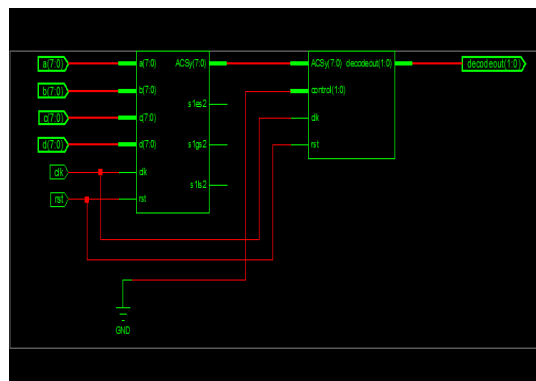 a(7:0)
b(7:0)
c(7:0)
d(7:0)
clk
rst
a(7:0) ACSy(7:0)
b(7:0)
s1es2
c(7:0)
d(7:0) s1gs2
clk
s1ls2
rst
ACSy(7:0) decodeout(1:0)
control(1:0)
clk
rst
decodeout(1:0)
GND